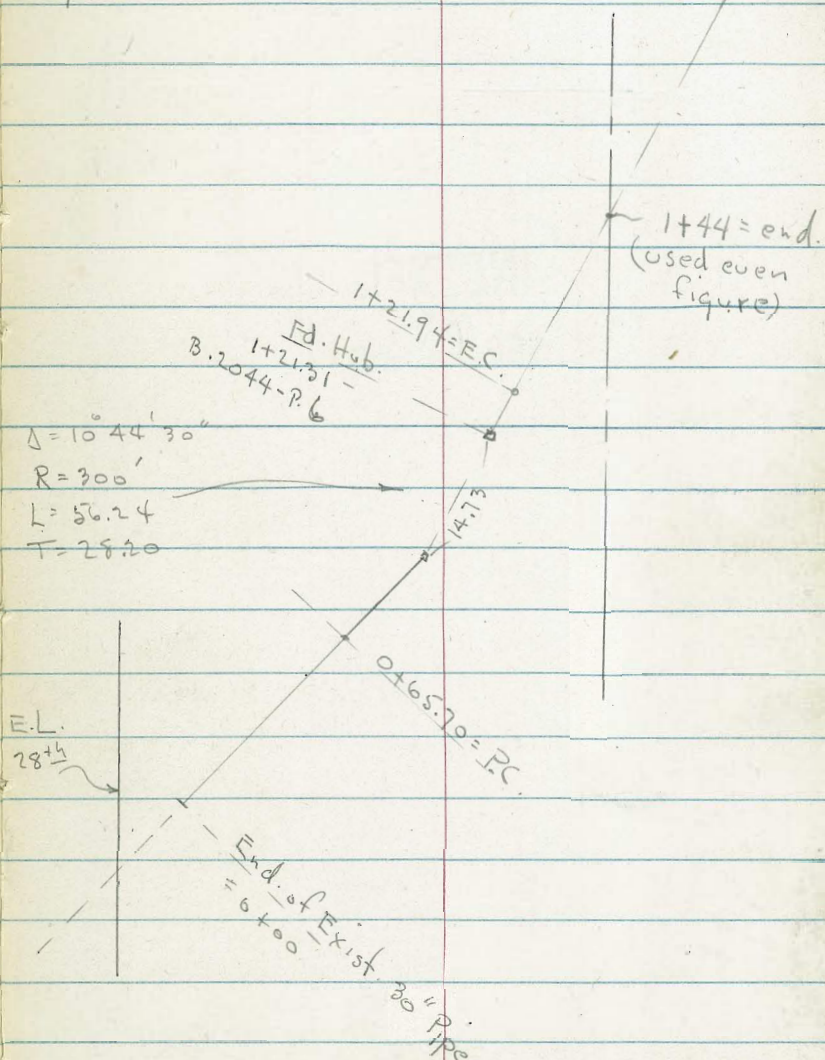 1+44 = end.
(used even
figure)
1+21.94 = E.C.
Fd. Hub.
1+21.31 -
B.2044-P.6
Δ = 10° 44' 30"
R = 300'
L = 56.24
T = 28.20
14.73
0+65.70 = P.C.
E.L.
28th
End. of Exist. 30" Pipe
= 0+00